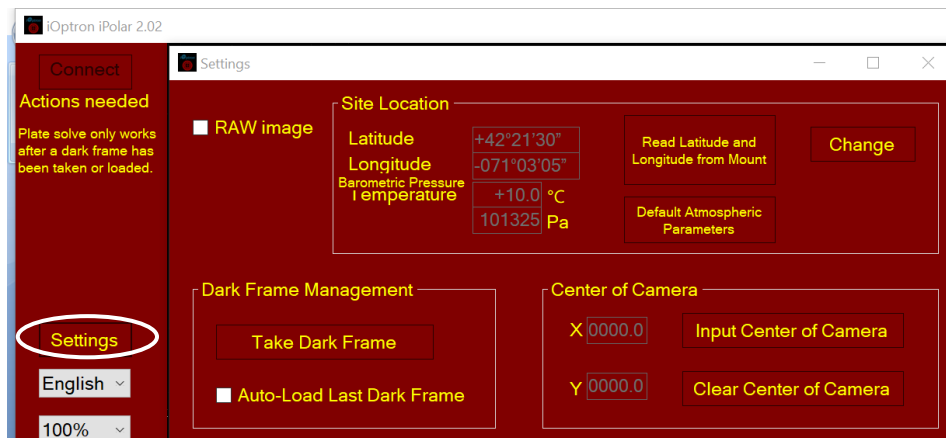 iOptron iPolar 2.02
Connect
Actions needed
Plate solve only works
after a dark frame has
been taken or loaded.
Settings
English
100%
Settings
RAW image
Site Location
Latitude
+42°21'30”
Longitude
-071°03'05”
Barometric Pressure
Temperature
+10.0 °C
101325 Pa
Read Latitude and
Longitude from Mount
Default Atmospheric
Parameters
Change
Dark Frame Management
Take Dark Frame
Auto-Load Last Dark Frame
Center of Camera
X 0000.0
Input Center of Camera
Y 0000.0
Clear Center of Camera